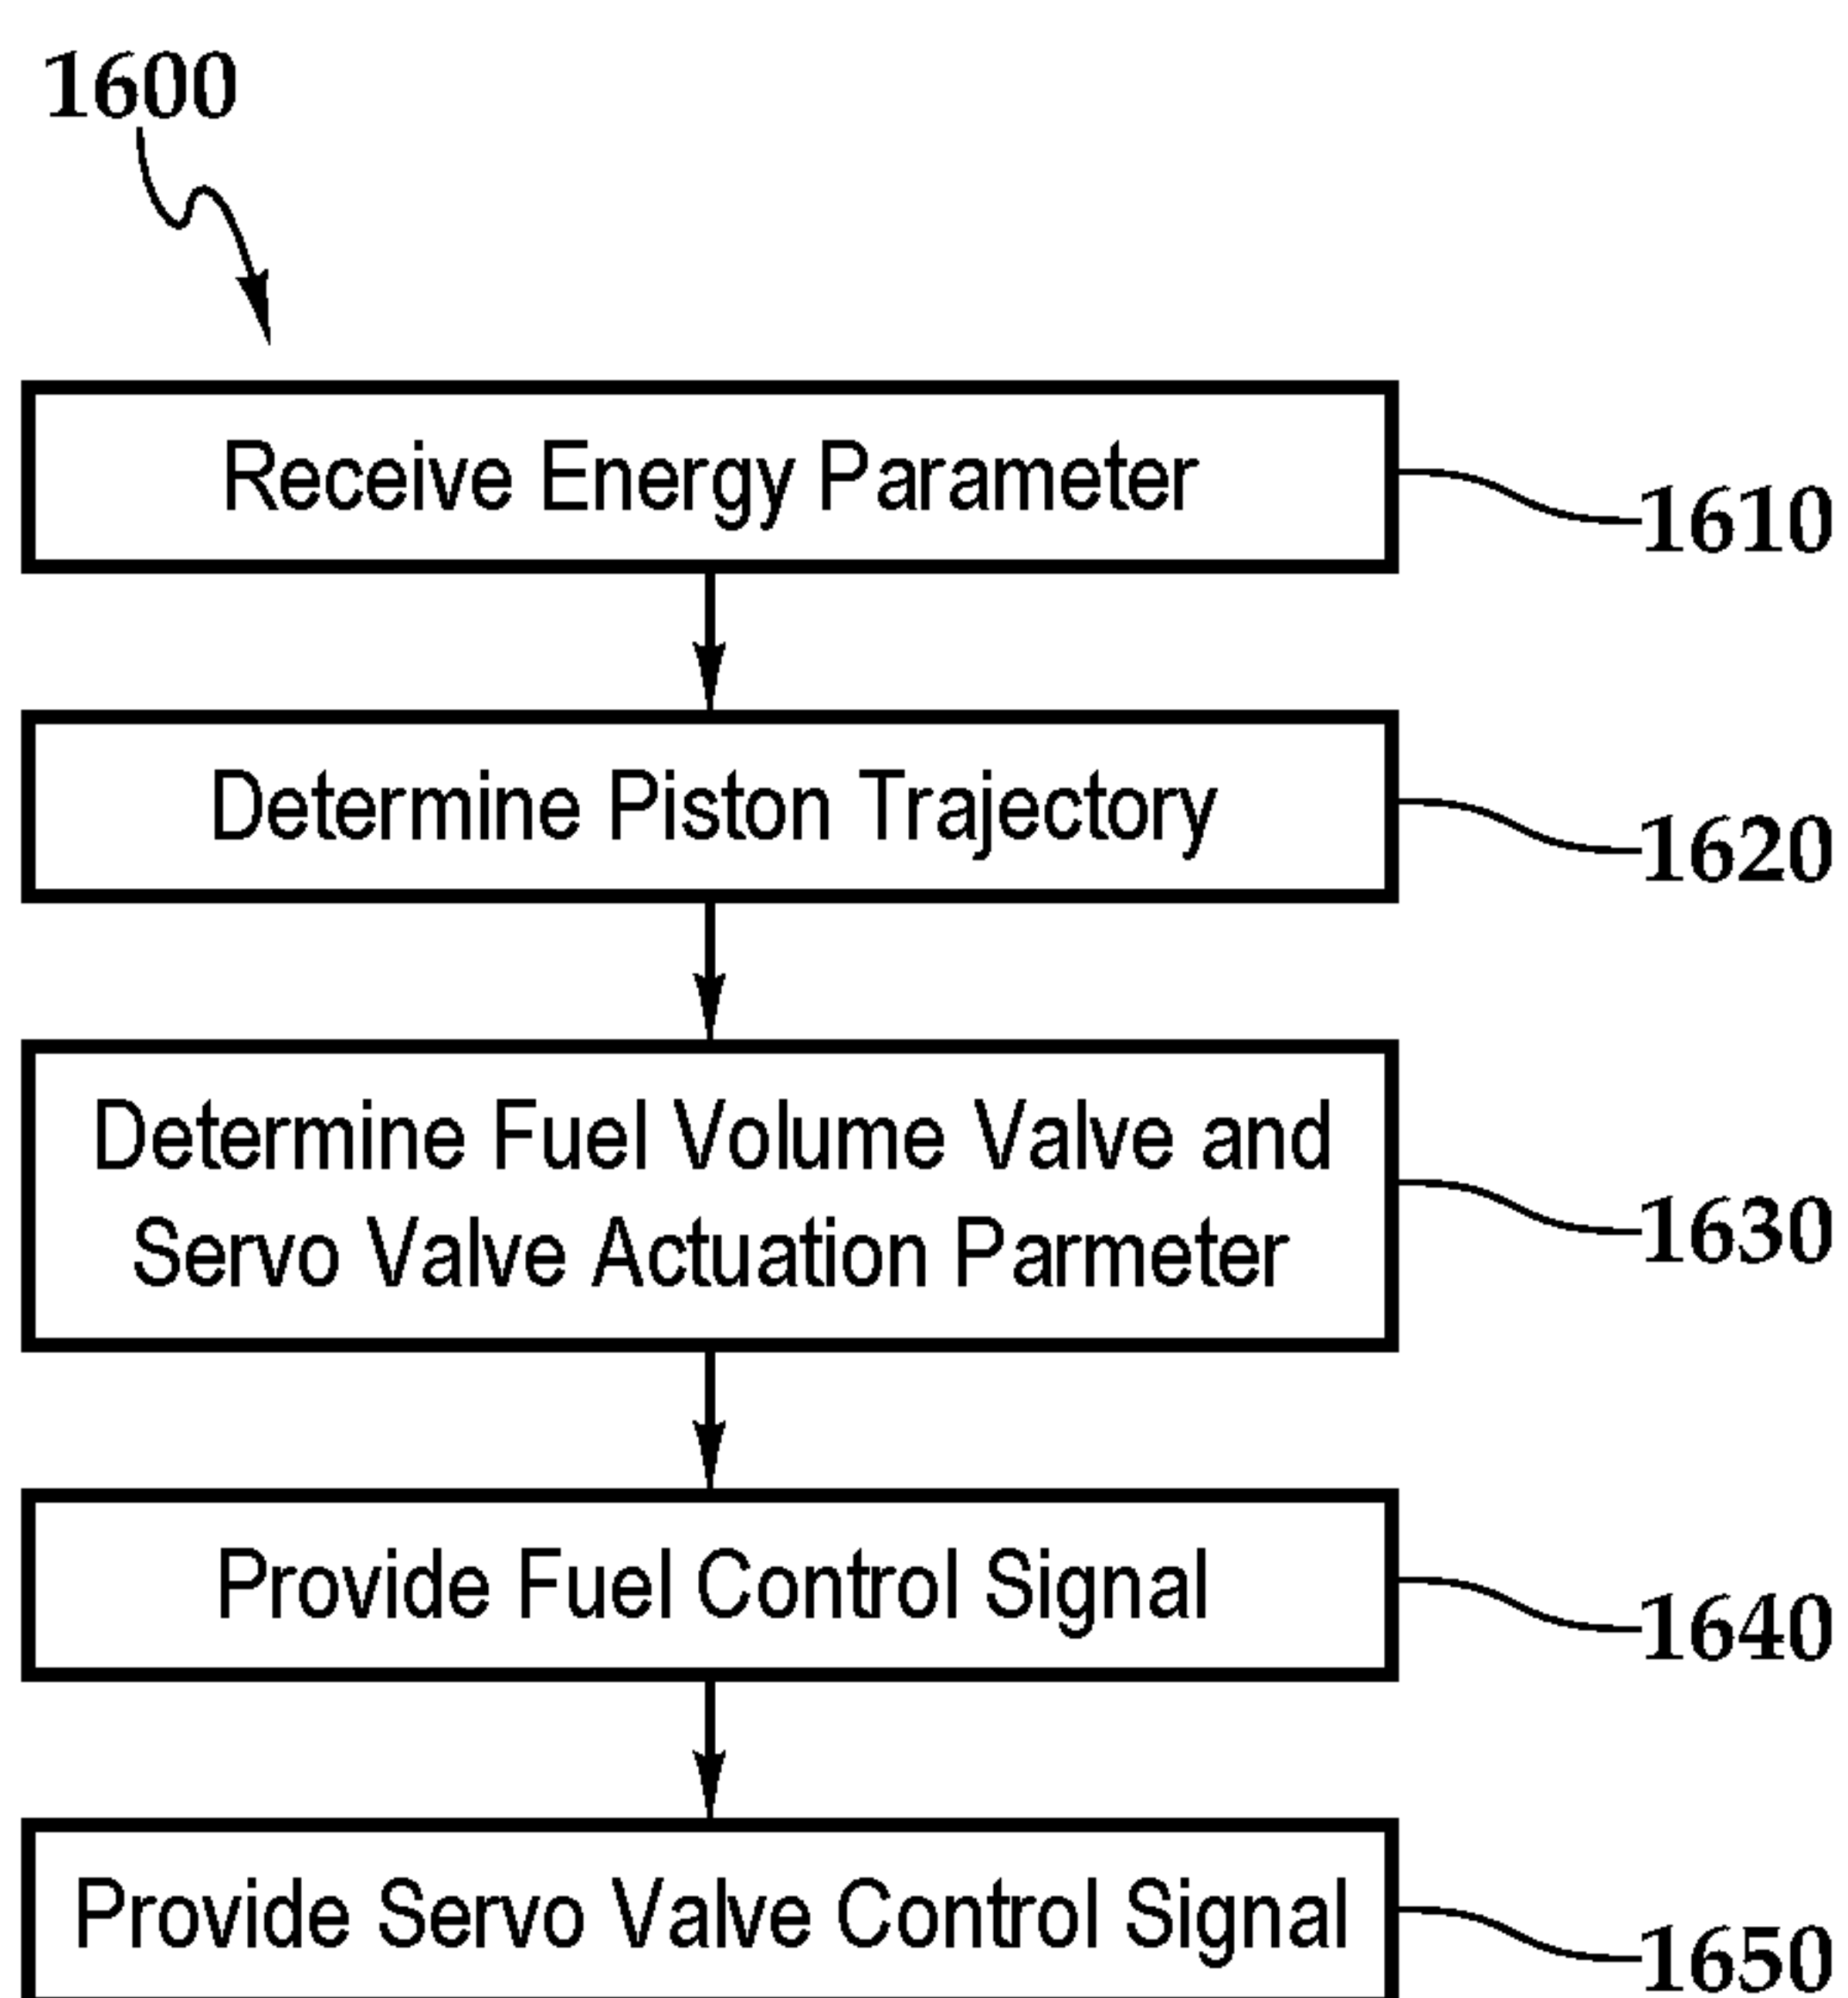 1600
Receive Energy Parameter
1610
Determine Piston Trajectory
1620
Determine Fuel Volume Valve and
Servo Valve Actuation Parmeter
1630
Provide Fuel Control Signal
1640
Provide Servo Valve Control Signal
1650